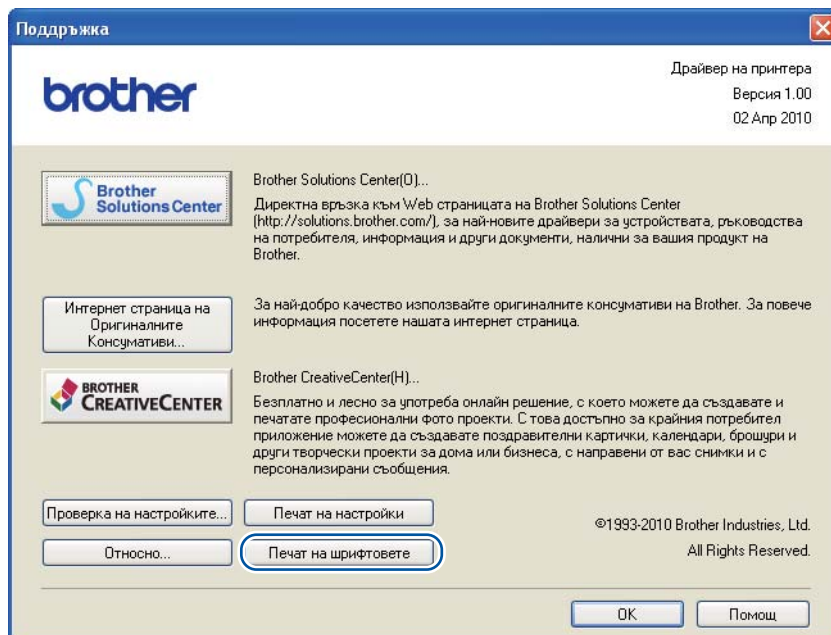 Поддръжка
brother
Драйвер на принтера
Версия 1.00
02 Апр 2010
Brother
Solutions Center
Brother Solutions Center(O)...
Директна връзка към Web страницата на Brother Solutions Center
(http://solutions.brother.com/), за най-новите драйвери за устройствата, ръководства
на потребителя, информация и други документи, налични за вашия продукт на
Brother.
Интернет страница на
Оригиналните
Консумативи...
За най-добро качество използвайте оригиналните консумативи на Brother. За повече
информация посетете нашата интернет страница.
BROTHER
CREATIVECENTER
Brother CreativeCenter(H)...
Безплатно и лесно за употреба онлайн решение, с което можете да създавате и
печатате професионални фото проекти. С това достъпно за крайния потребител
приложение можете да създавате поздравителни картички, календари, брошури и
други творчески проекти за дома или бизнеса, с направени от вас снимки и с
персонализирани съобщения.
Проверка на настройките...
Печат на настройки
Относно...
Печат на шрифтовете
©1993-2010 Brother Industries, Ltd.
All Rights Reserved.
OK
Помощ